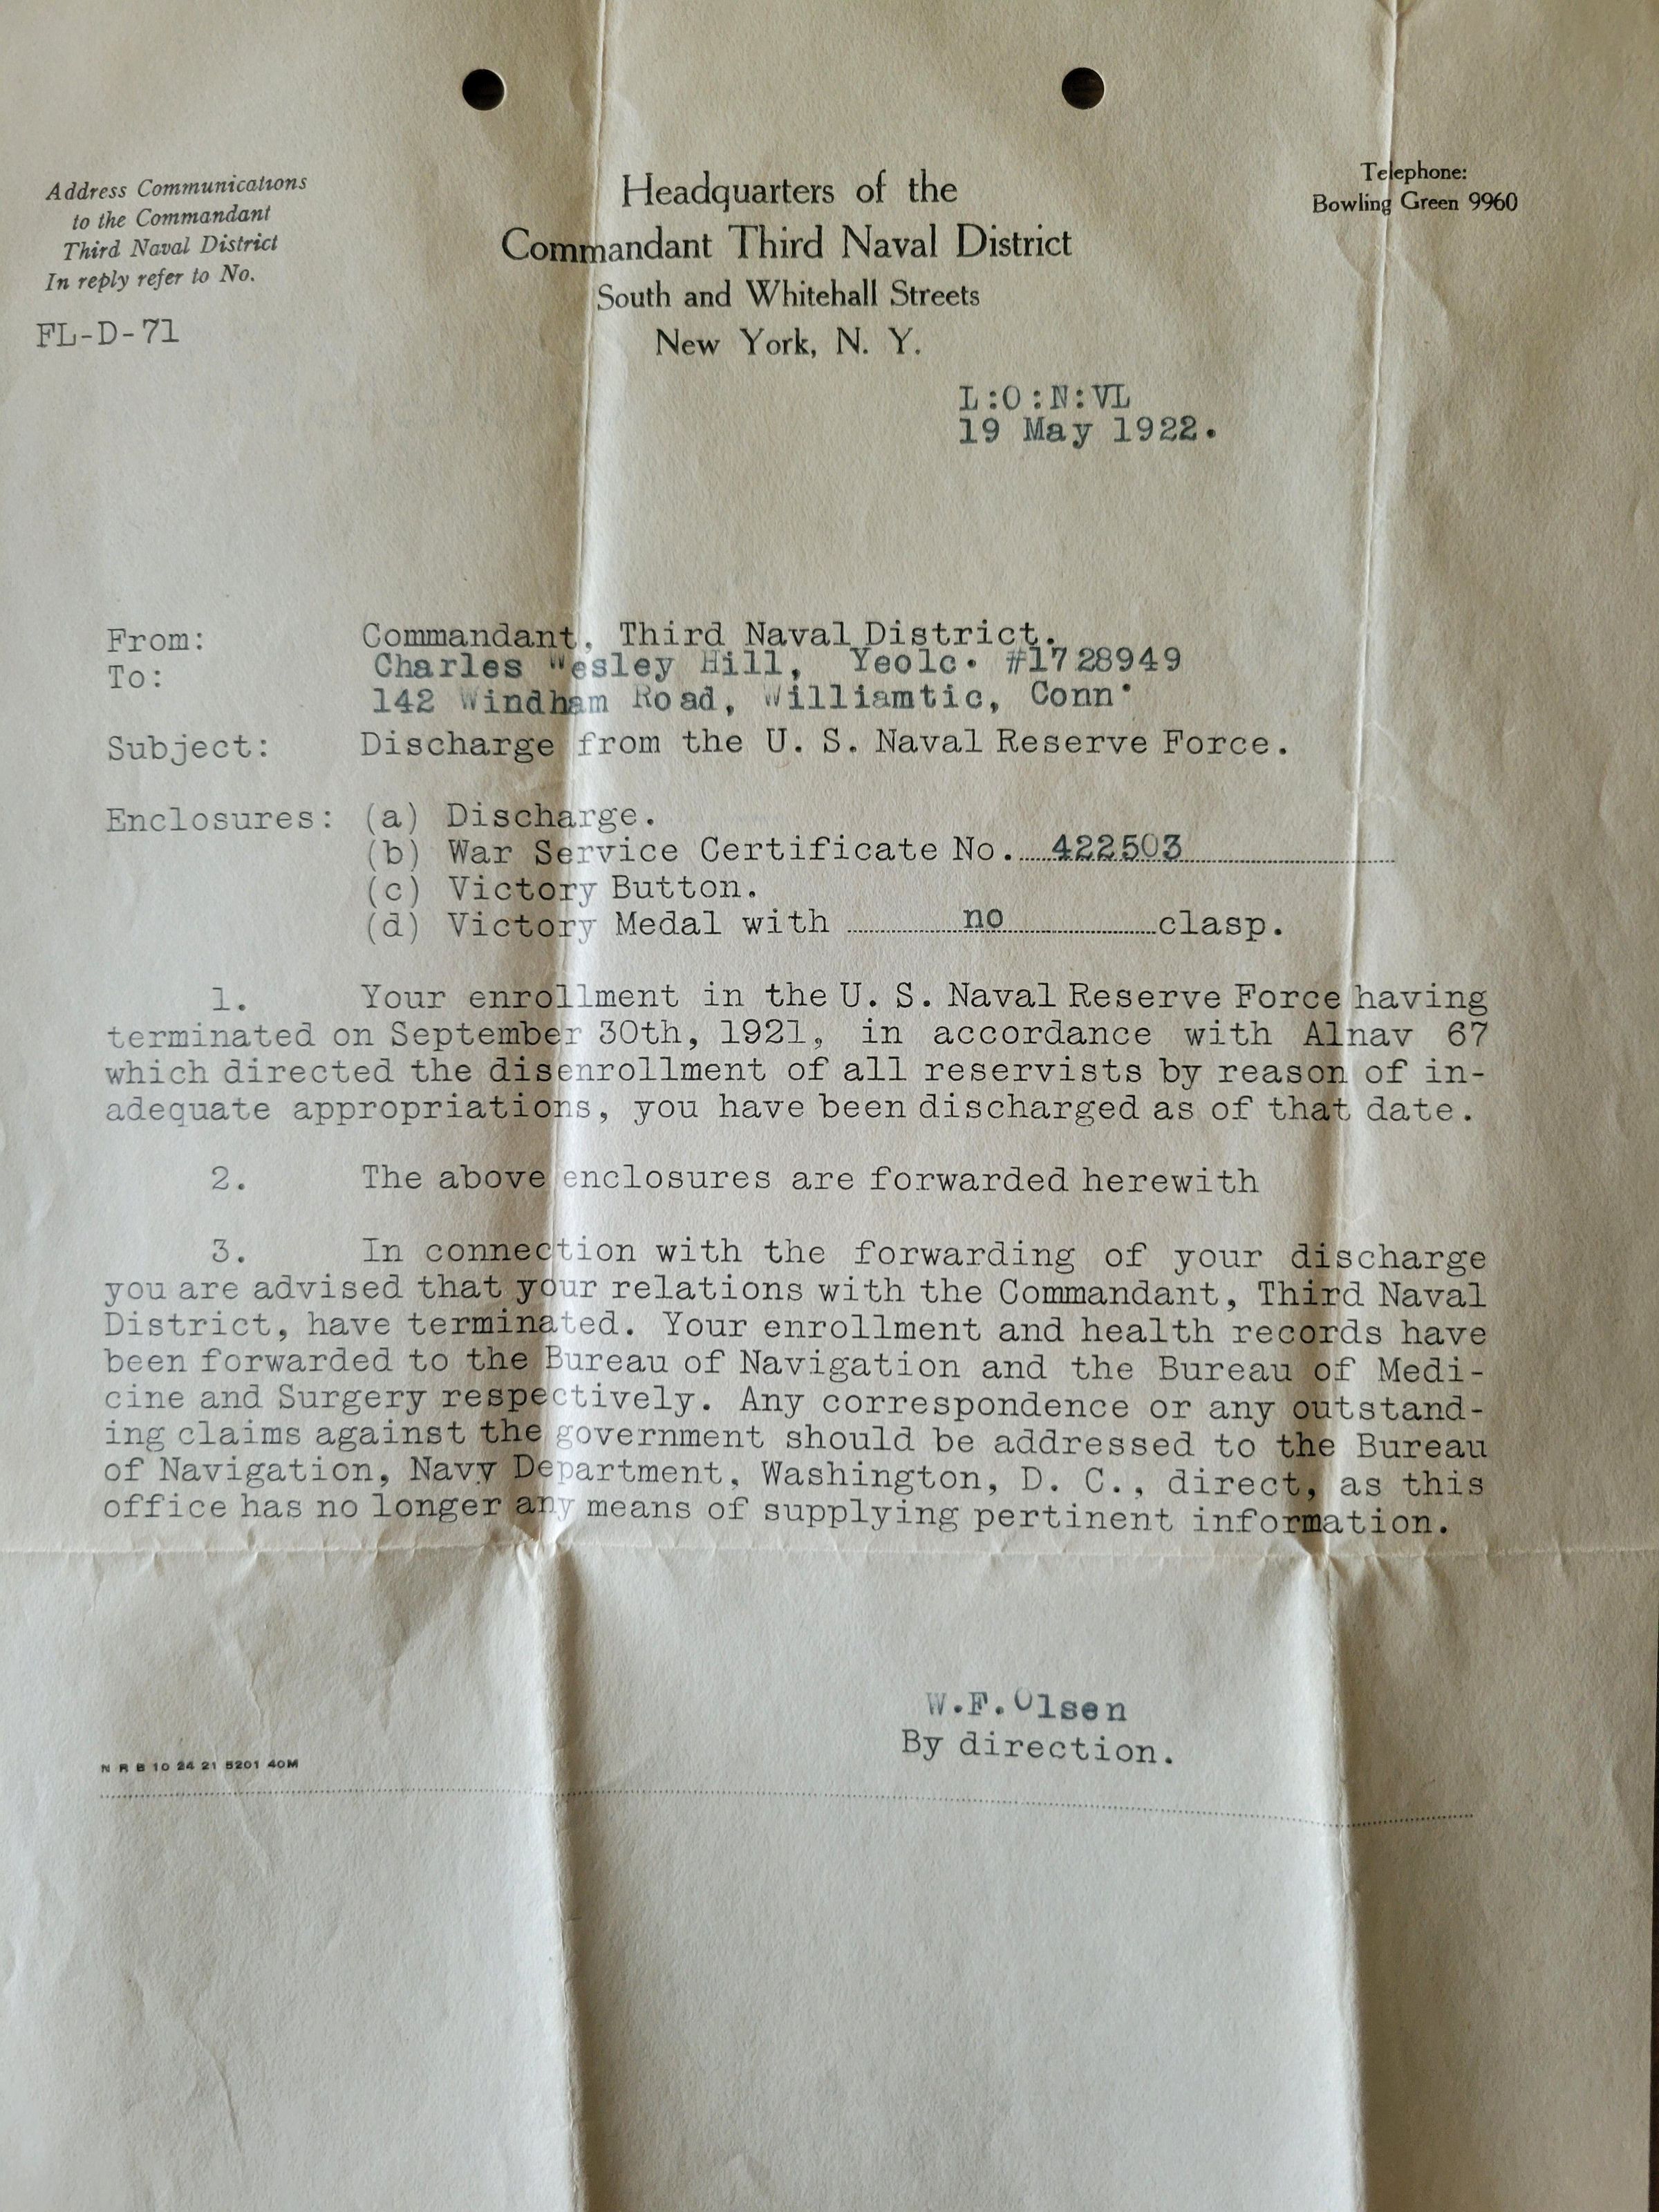 Address Communications
to the Commandant
Third Naval District
In reply refer to No.
FL-D-71
Headquarters of the
Commandant Third Naval District
South and Whitehall Streets
New York, N. Y.
Telephone:
Bowling Green 9960
L:O:N:VL
19 May 1922.
From: Commandant, Third Naval District.
To: Charles Wesley Hill, Yeolc. #1728949
142 Windham Road, Williamtic, Conn.
Subject: Discharge from the U. S. Naval Reserve Force.
Enclosures: (a) Discharge.
(b) War Service Certificate No. 422503
(c) Victory Button.
(d) Victory Medal with no clasp.
1. Your enrollment in the U. S. Naval Reserve Force having
terminated on September 30th, 1921, in accordance with Alnav 67
which directed the disenrollment of all reservists by reason of in-
adequate appropriations, you have been discharged as of that date.
2. The above enclosures are forwarded herewith
3. In connection with the forwarding of your discharge
you are advised that your relations with the Commandant, Third Naval
District, have terminated. Your enrollment and health records have
been forwarded to the Bureau of Navigation and the Bureau of Medi-
cine and Surgery respectively. Any correspondence or any outstand-
ing claims against the government should be addressed to the Bureau
of Navigation, Navy Department, Washington, D. C., direct, as this
office has no longer any means of supplying pertinent information.
W.F.Olsen
By direction.
N R B 10 24 21 5201 40M